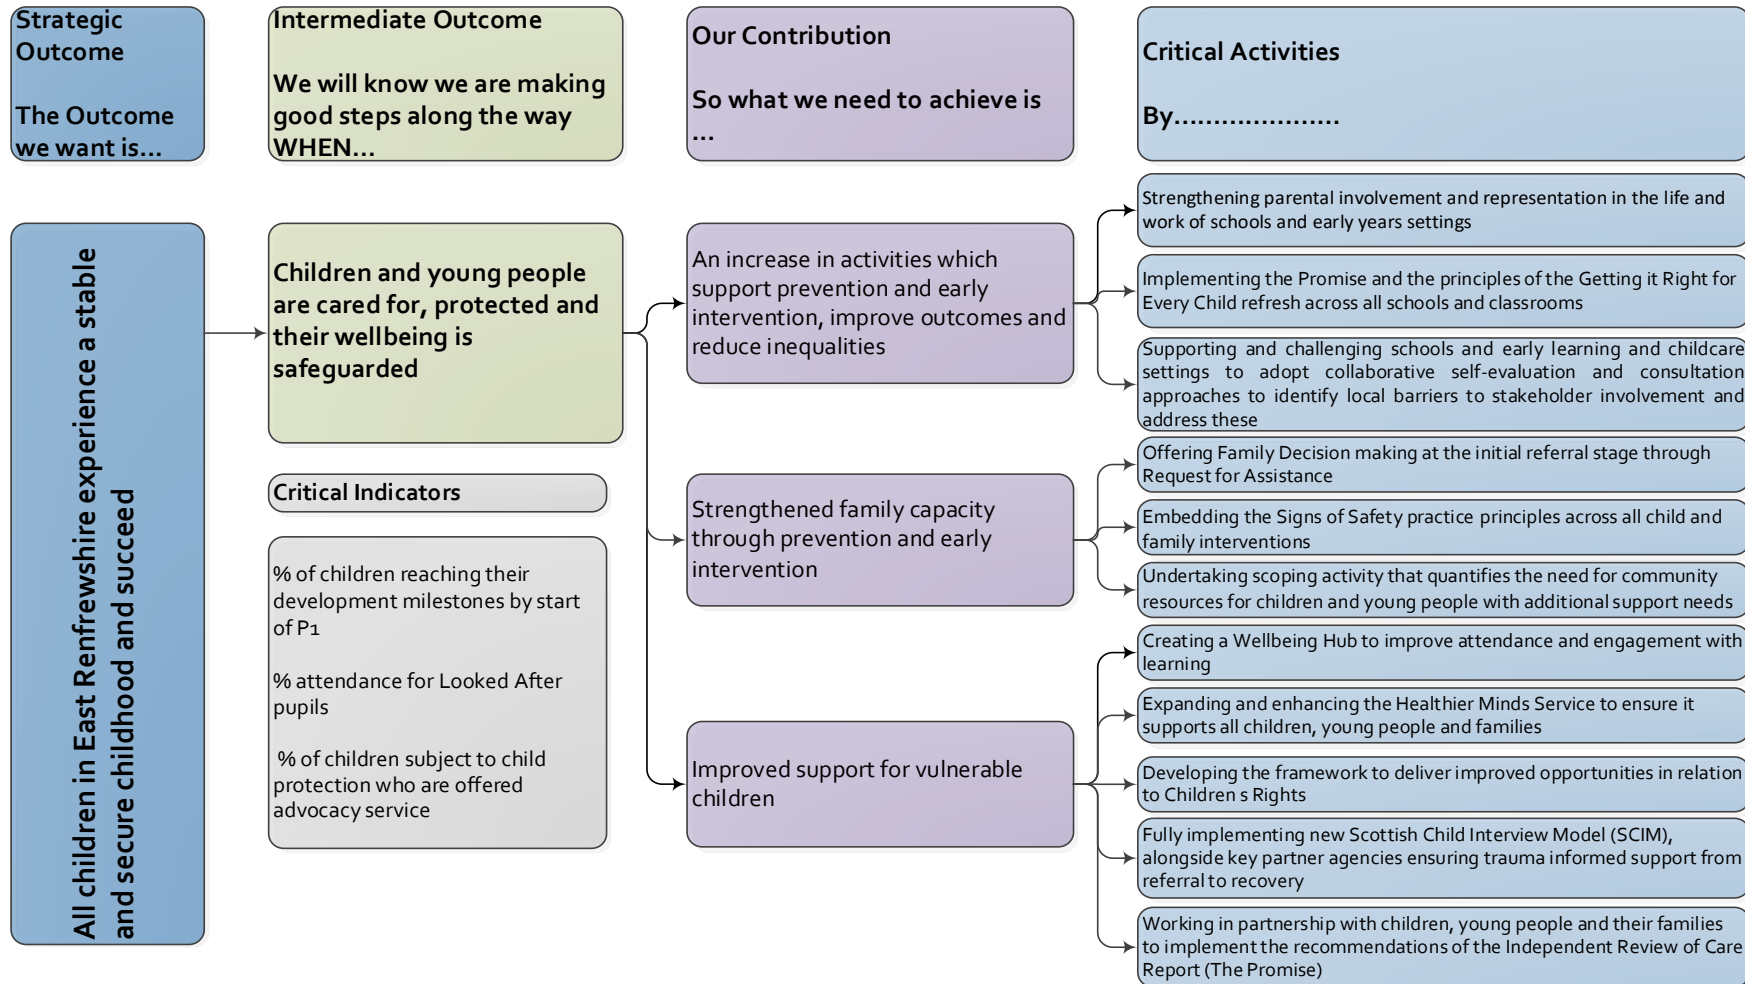 Strategic
Outcome
The Outcome
we want is...
Intermediate Outcome
We will know we are making
good steps along the way
WHEN...
Our Contribution
So what we need to achieve is
...
Critical Activities
By.....................
All children in East Renfrewshire experience a stable
and secure childhood and succeed
Children and young people
are cared for, protected and
their wellbeing is
safeguarded
Critical Indicators
% of children reaching their
development milestones by start
of P1
% attendance for Looked After
pupils
% of children subject to child
protection who are offered
advocacy service
An increase in activities which
support prevention and early
intervention, improve outcomes and
reduce inequalities
Strengthened family capacity
through prevention and early
intervention
Improved support for vulnerable
children
Strengthening parental involvement and representation in the life and
work of schools and early years settings
Implementing the Promise and the principles of the Getting it Right for
Every Child refresh across all schools and classrooms
Supporting and challenging schools and early learning and childcare
settings to adopt collaborative self-evaluation and consultation
approaches to identify local barriers to stakeholder involvement and
address these
Offering Family Decision making at the initial referral stage through
Request for Assistance
Embedding the Signs of Safety practice principles across all child and
family interventions
Undertaking scoping activity that quantifies the need for community
resources for children and young people with additional support needs
Creating a Wellbeing Hub to improve attendance and engagement with
learning
Expanding and enhancing the Healthier Minds Service to ensure it
supports all children, young people and families
Developing the framework to deliver improved opportunities in relation
to Children s Rights
Fully implementing new Scottish Child Interview Model (SCIM),
alongside key partner agencies ensuring trauma informed support from
referral to recovery
Working in partnership with children, young people and their families
to implement the recommendations of the Independent Review of Care
Report (The Promise)